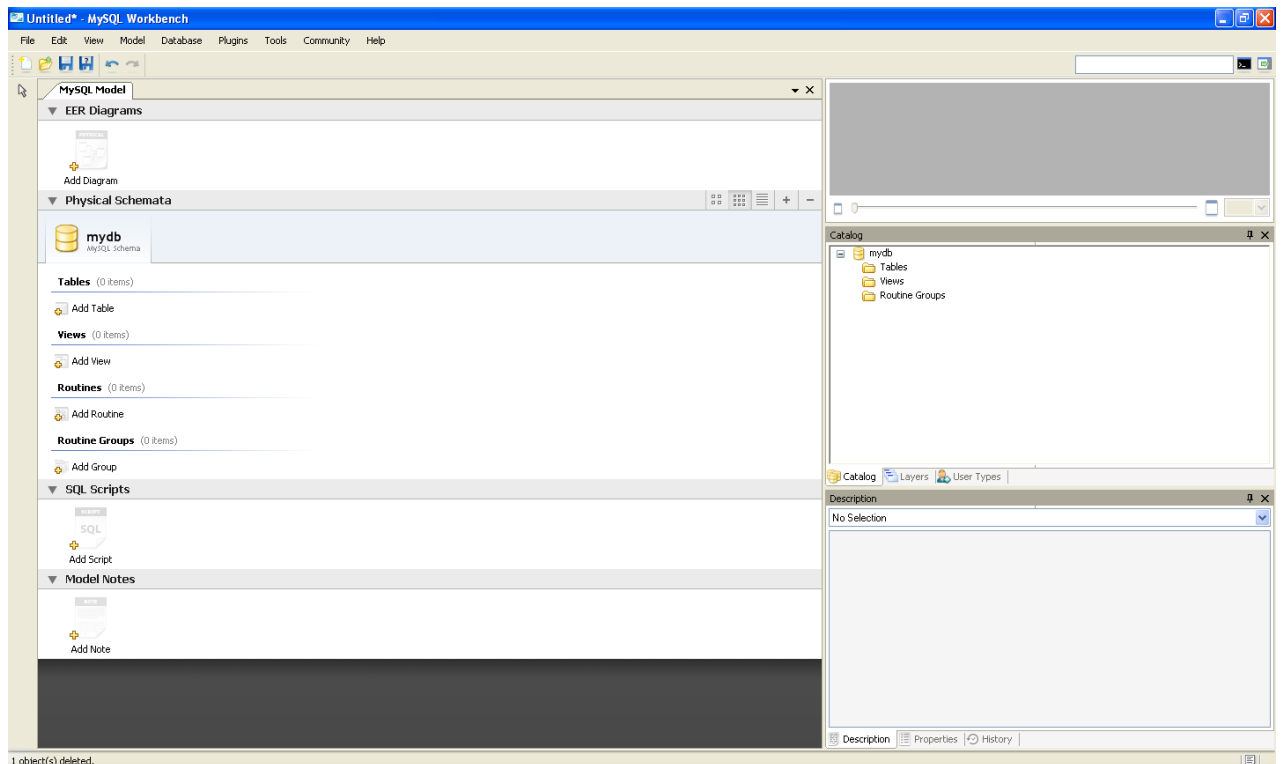 Untitled* - MySQL Workbench
File Edit View Model Database Plugins Tools Community Help
MySQL Model
EER Diagrams
PHYSICAL
Add Diagram
Physical Schemata
mydb
MySQL Schema
Tables (0 items)
Add Table
Views (0 items)
Add View
Routines (0 items)
Add Routine
Routine Groups (0 items)
Add Group
SQL Scripts
SCRIPT
SQL
Add Script
Model Notes
NOTE
Add Note
Catalog
mydb
Tables
Views
Routine Groups
Catalog Layers User Types
Description
No Selection
Description Properties History
1 object(s) deleted.